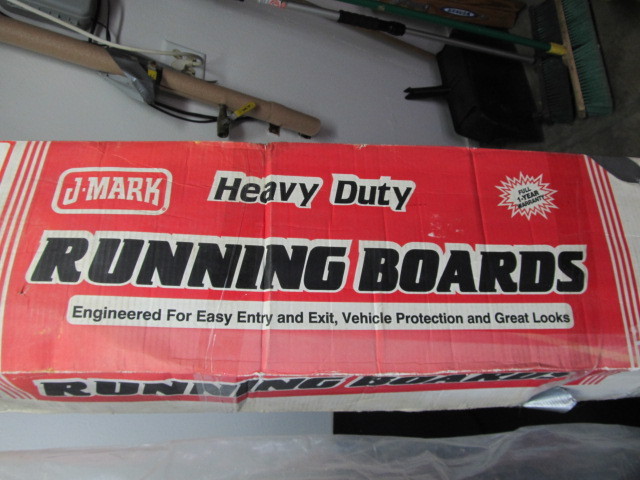 J-MARK
Heavy Duty
FULL
1-YEAR
WARRANTY
RUNNING BOARDS
Engineered For Easy Entry and Exit, Vehicle Protection and Great Looks
RUNNING BOARDS